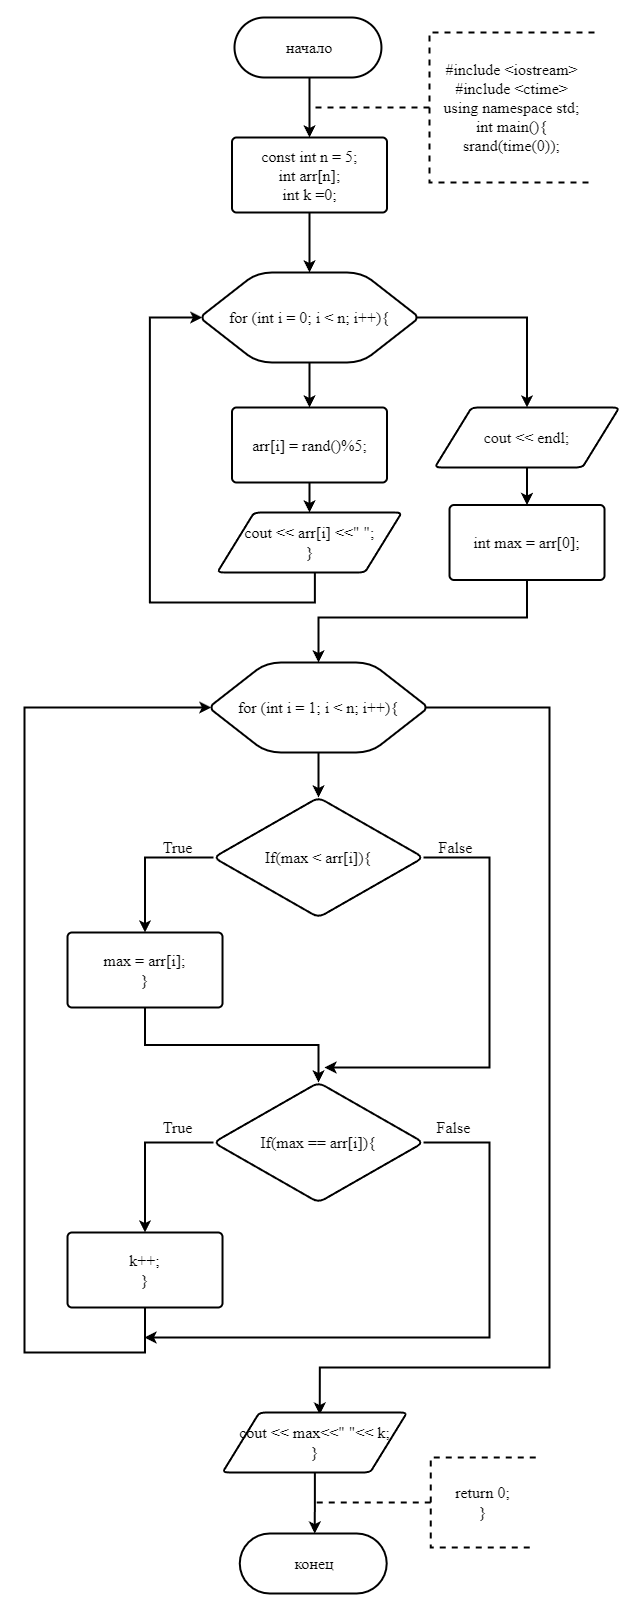 начало
#include <iostream>
#include <ctime>
using namespace std;
int main(){
srand(time(0));
const int n = 5;
int arr[n];
int k =0;
for (int i = 0; i < n; i++){
arr[i] = rand()%5;
cout << arr[i] <<" ";
}
cout << endl;
int max = arr[0];
for (int i = 1; i < n; i++){
If(max < arr[i]){
True
False
max = arr[i];
}
If(max == arr[i]){
True
False
k++;
}
cout << max<<" "<< k;
}
return 0;
}
конец